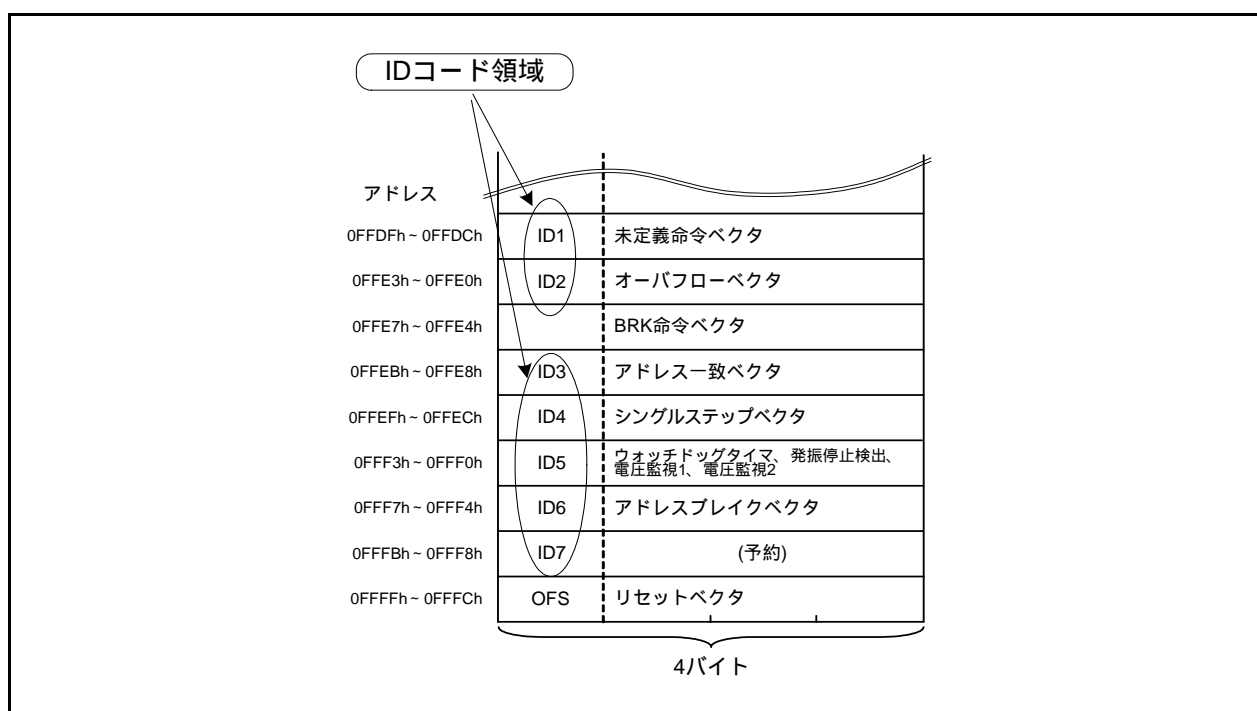 IDコード領域
アドレス
0FFDFh ~ 0FFDCh ID1 未定義命令ベクタ
0FFE3h ~ 0FFE0h ID2 オーバフローベクタ
0FFE7h ~ 0FFE4h BRK命令ベクタ
0FFEBh ~ 0FFE8h ID3 アドレス一致ベクタ
0FFEFh ~ 0FFECh ID4 シングルステップベクタ
0FFF3h ~ 0FFF0h ID5 ウォッチドッグタイマ、発振停止検出、
電圧監視1、電圧監視2
0FFF7h ~ 0FFF4h ID6 アドレスブレイクベクタ
0FFFBh ~ 0FFF8h ID7 (予約)
0FFFFh ~ 0FFFCh OFS リセットベクタ
4バイト